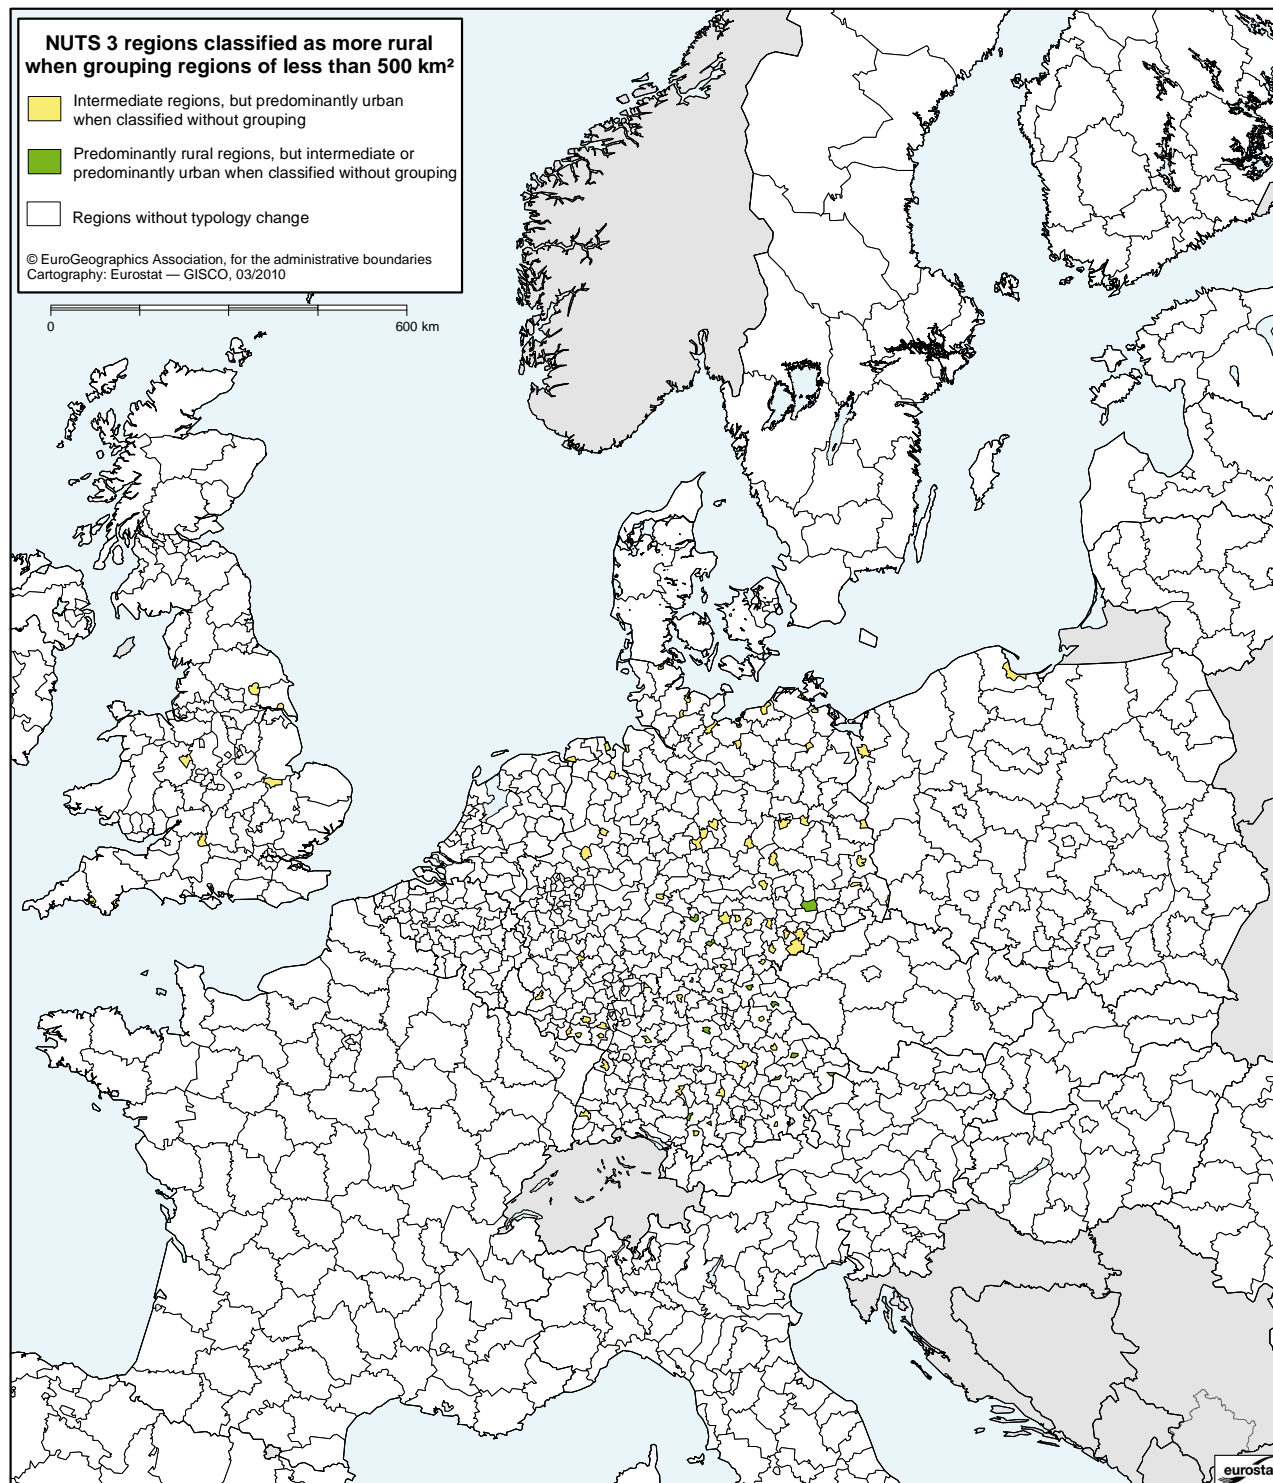 NUTS 3 regions classified as more rural
when grouping regions of less than 500 km²
Intermediate regions, but predominantly urban
when classified without grouping
Predominantly rural regions, but intermediate or
predominantly urban when classified without grouping
Regions without typology change
© EuroGeographics Association, for the administrative boundaries
Cartography: Eurostat — GISCO, 03/2010
0 600 km
eurosta